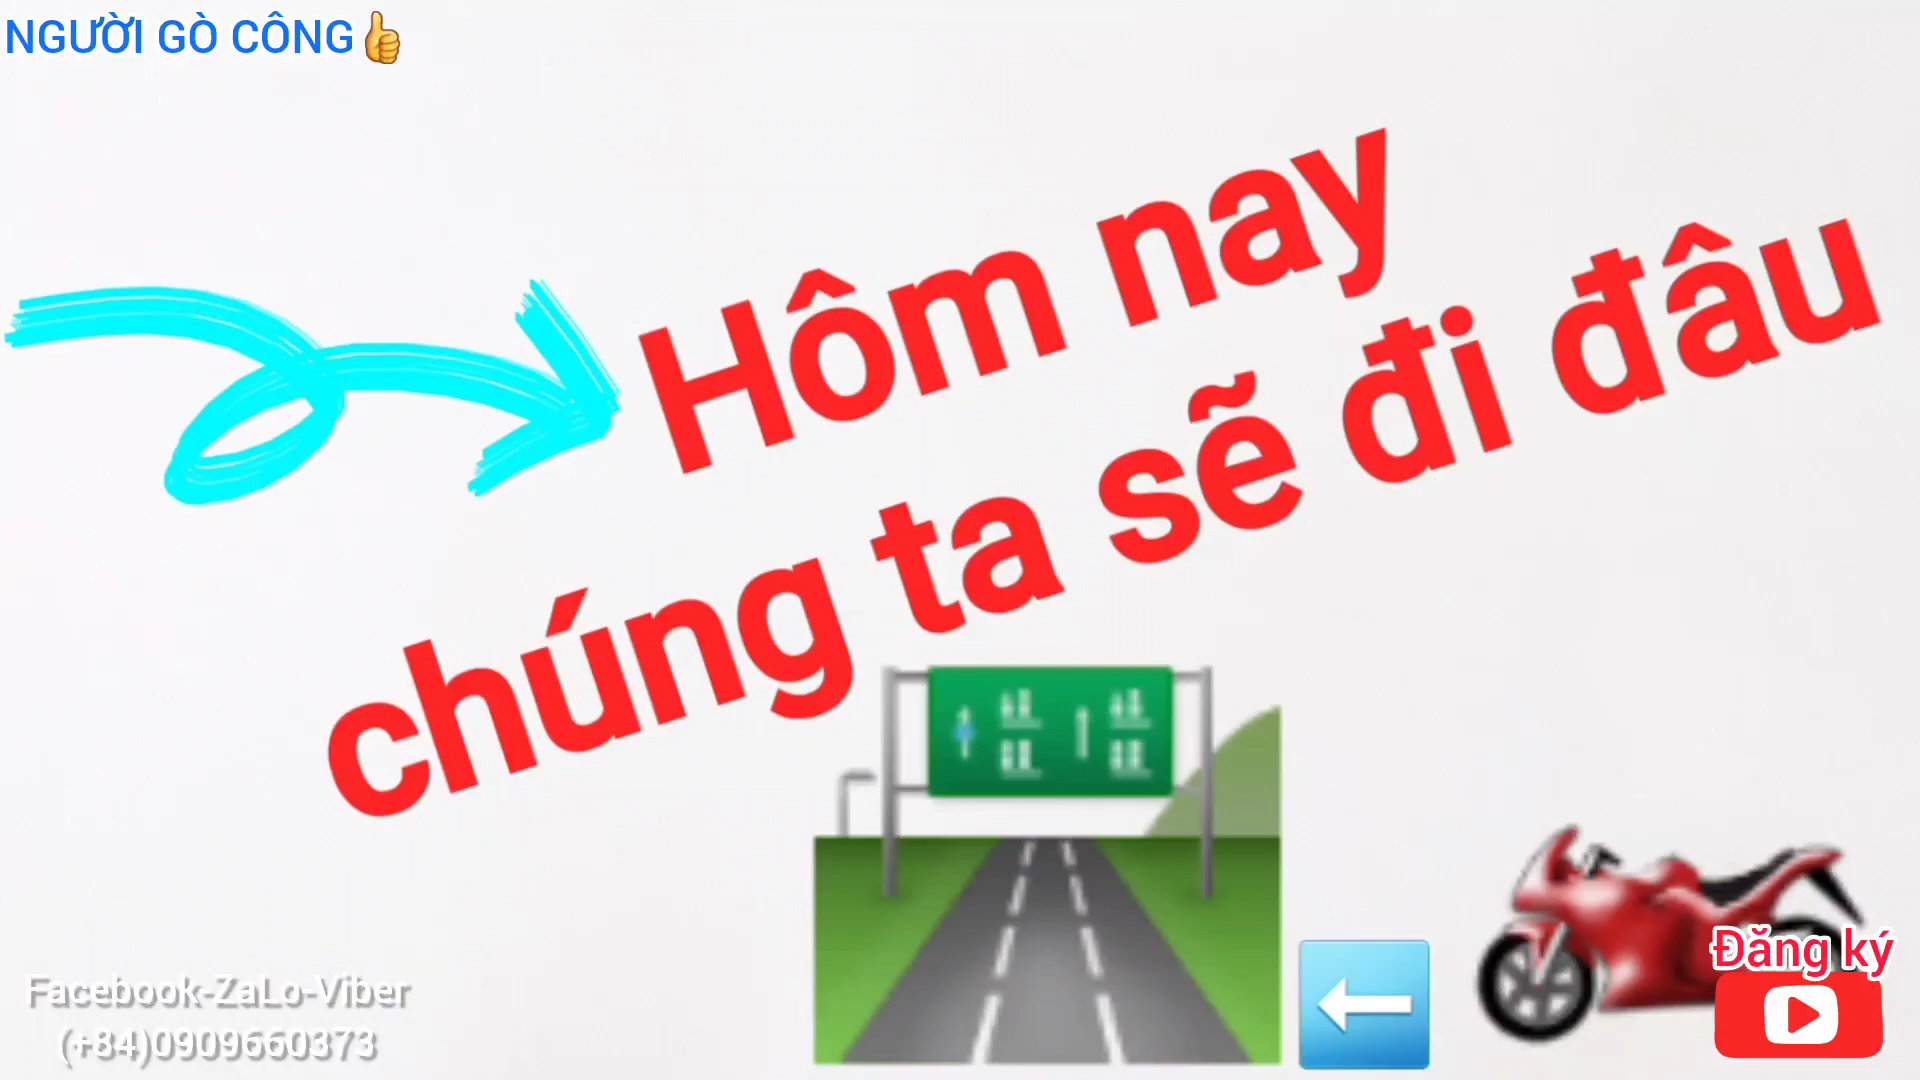 NGƯỜI GÒ CÔNG👍
Hôm nay
chúng ta sẽ đi đâu
Facebook-ZaLo-Viber
(+84)0909660373
Đăng ký